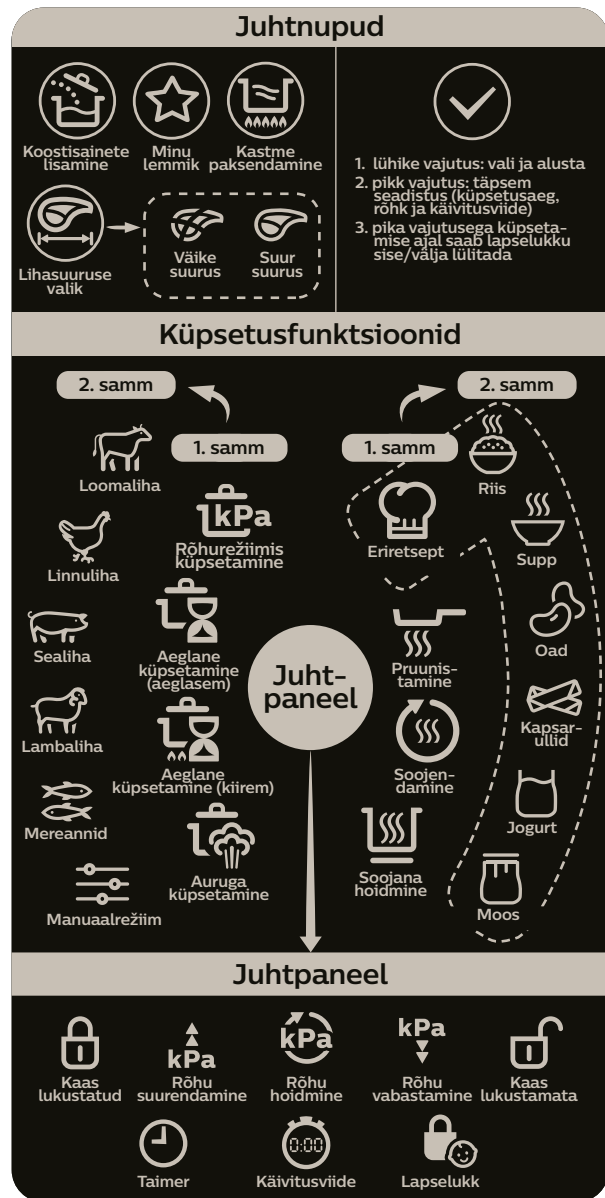 Juhtnupud
Koostisainete
lisamine
Minu
lemmik
Kastme
paksendamine
Lihasuuruse
valik
Väike
suurus
Suur
suurus
1. lühike vajutus: vali ja alusta
2. pikk vajutus: täpsem
seadistus (küpsetusaeg,
rõhk ja käivitusviide)
3. pika vajutusega küpseta-
mise ajal saab lapselukku
sisse/välja lülitada
Küpsetusfunktsioonid
2. samm
1. samm
Loomaliha
Linnuliha
Sealiha
Lambaliha
Mereannid
Manuaalrežiim
kPa
Rõhurežiimis
küpsetamine
Aeglane
küpsetamine
(aeglasem)
Aeglane
küpsetamine (kiirem)
Auruga
küpsetamine
Juht-
paneel
1. samm
2. samm
Eriretsept
Pruunis-
tamine
Soojen-
damine
Soojana
hoidmine
Riis
Supp
Oad
Kapsar-
ullid
Jogurt
Moos
Juhtpaneel
Kaas
lukustatud
kPa
Rõhu
suurendamine
kPa
Rõhu
hoidmine
kPa
Rõhu
vabastamine
Kaas
lukustamata
Taimer
0:00
Käivitusviide
Lapselukk